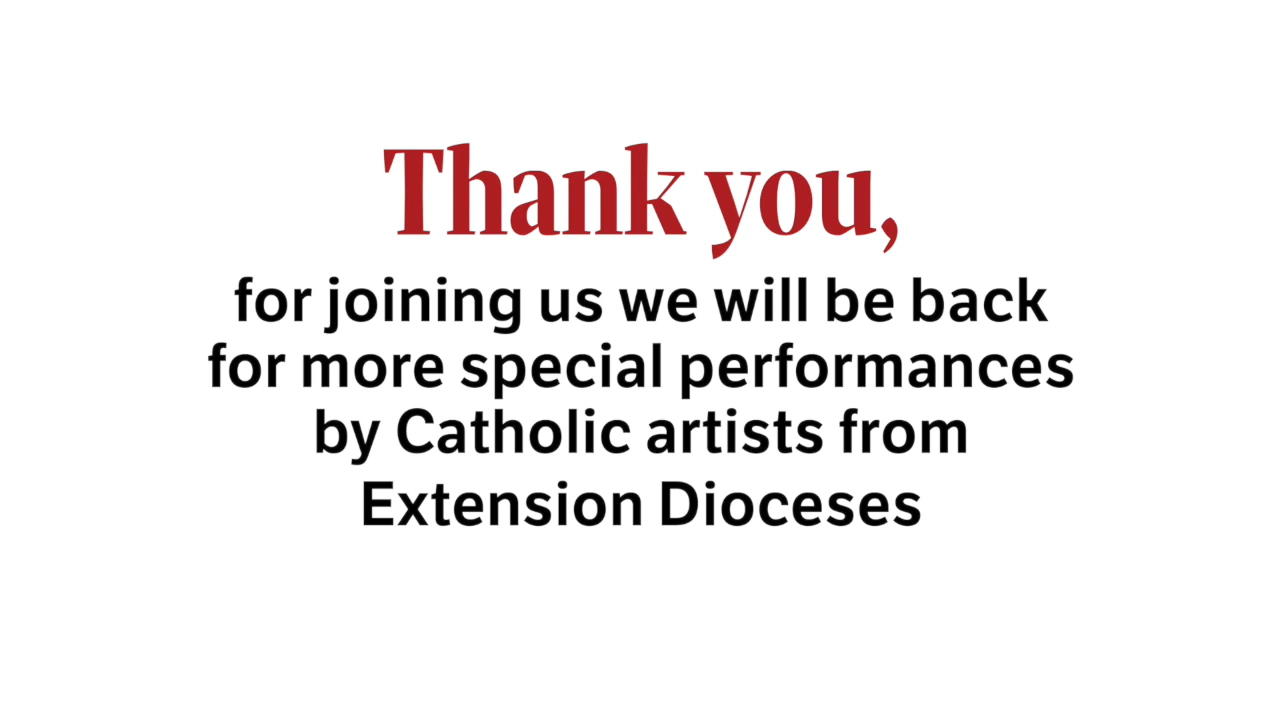 Thank you,
for joining us we will be back
for more special performances
by Catholic artists from
Extension Dioceses